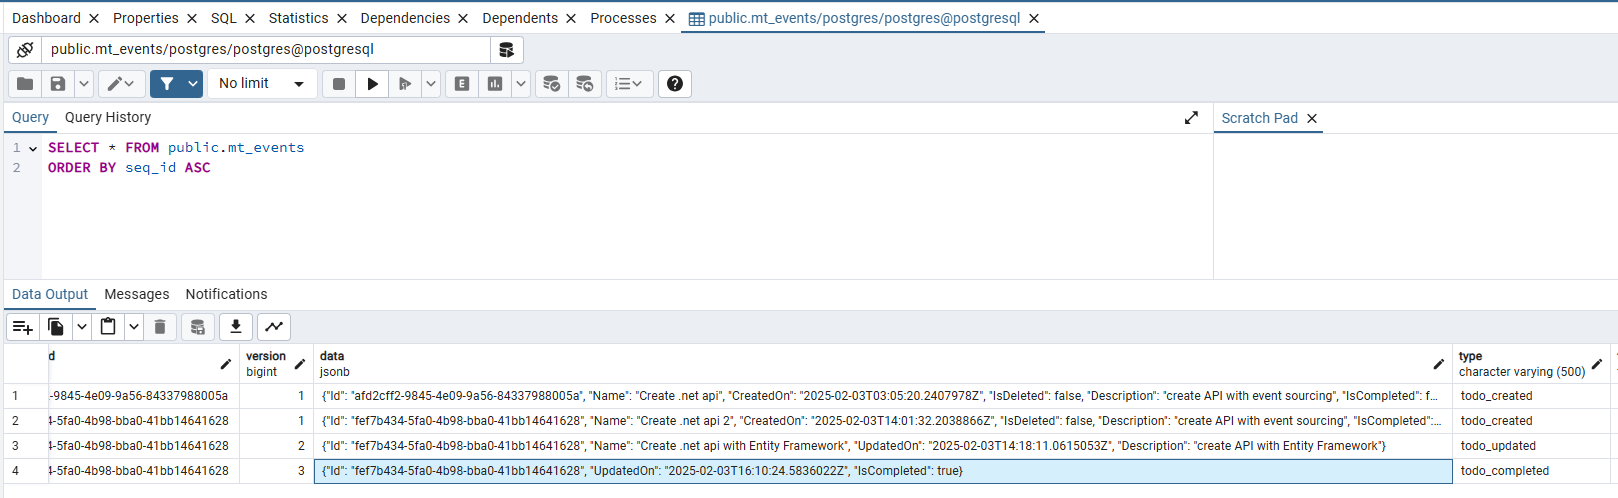 Dashboard Properties SQL Statistics Dependencies Dependents Processes public.mt_events/postgres/postgres@postgresql
public.mt_events/postgres/postgres@postgresql
No limit
Query Query History
Scratch Pad
1 SELECT * FROM public.mt_events
2 ORDER BY seq_id ASC
Data Output Messages Notifications
d version bigint data jsonb type character varying (500)
1 -9845-4e09-9a56-84337988005a 1 {"Id": "afd2cff2-9845-4e09-9a56-84337988005a", "Name": "Create .net api", "CreatedOn": "2025-02-03T03:05:20.2407978Z", "IsDeleted": false, "Description": "create API with event sourcing", "IsCompleted": f... todo_created
2 4-5fa0-4b98-bba0-41bb14641628 1 {"Id": "fef7b434-5fa0-4b98-bba0-41bb14641628", "Name": "Create .net api 2", "CreatedOn": "2025-02-03T14:01:32.2038866Z", "IsDeleted": false, "Description": "create API with event sourcing", "IsCompleted":... todo_created
3 4-5fa0-4b98-bba0-41bb14641628 2 {"Id": "fef7b434-5fa0-4b98-bba0-41bb14641628", "Name": "Create .net api with Entity Framework", "UpdatedOn": "2025-02-03T14:18:11.0615053Z", "Description": "create API with Entity Framework"} todo_updated
4 4-5fa0-4b98-bba0-41bb14641628 3 {"Id": "fef7b434-5fa0-4b98-bba0-41bb14641628", "UpdatedOn": "2025-02-03T16:10:24.5836022Z", "IsCompleted": true} todo_completed